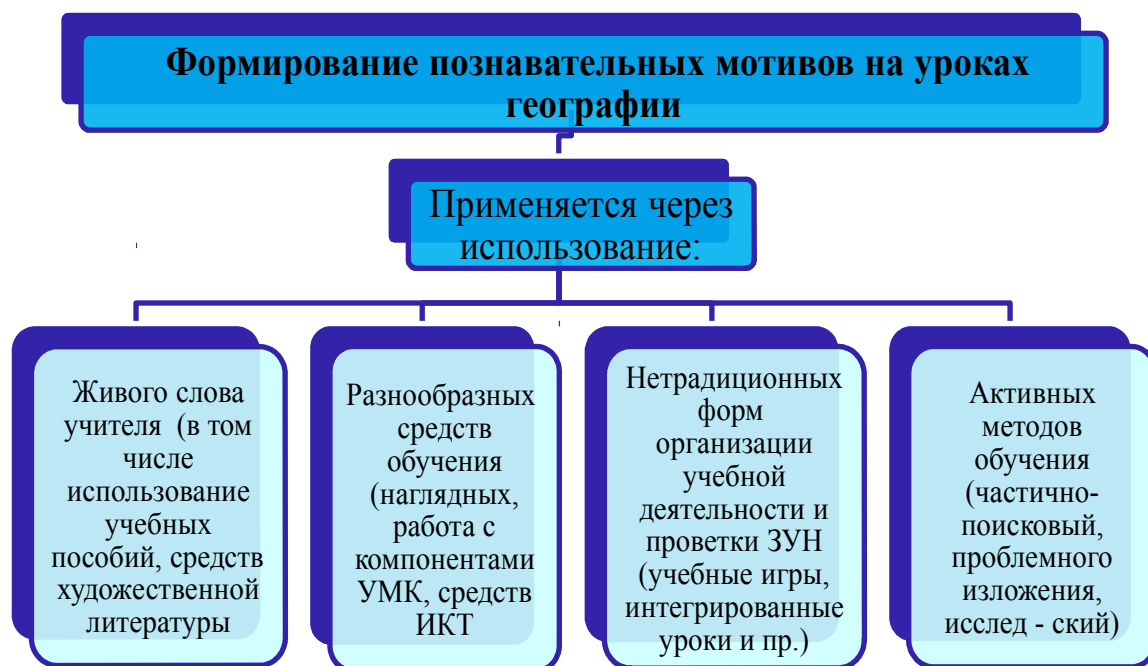 Формирование познавательных мотивов на уроках
географии
Применяется через
использование:
Живого слова
учителя (в том
числе
использование
учебных
пособий, средств
художественной
литературы
Разнообразных
средств
обучения
(наглядных,
работа с
компонентами
УМК, средств
ИКТ
Нетрадиционных
форм
организации
учебной
деятельности и
проветки ЗУН
(учебные игры,
интегрированные
уроки и пр.)
Активных
методов
обучения
(частично-
поисковый,
проблемного
изложения,
исслед - ский)